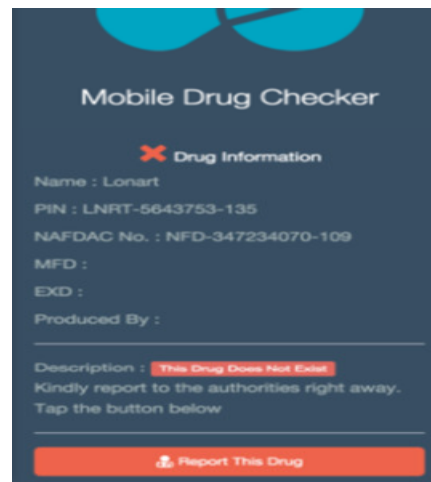 Mobile Drug Checker
Drug Information
Name : Lonart
PIN : LNRT-5643753-135
NAFDAC No. : NFD-347234070-109
MFD :
EXD :
Produced By :
Description : This Drug Does Not Exist
Kindly report to the authorities right away.
Tap the button below
Report This Drug